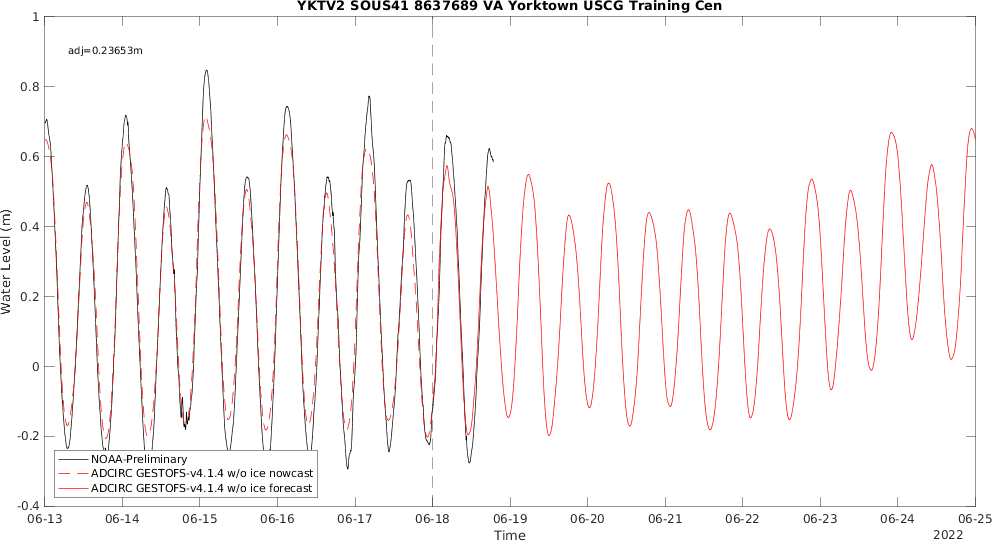 YKTV2 SOUS41 8637689 VA Yorktown USCG Training Cen
adj=0.23653m
Water Level (m)
1
0.8
0.6
0.4
0.2
0
-0.2
-0.4
NOAA-Preliminary
ADCIRC GESTOFS-v4.1.4 w/o ice nowcast
ADCIRC GESTOFS-v4.1.4 w/o ice forecast
06-13 06-14 06-15 06-16 06-17 06-18 06-19 06-20 06-21 06-22 06-23 06-24 06-25
Time
2022